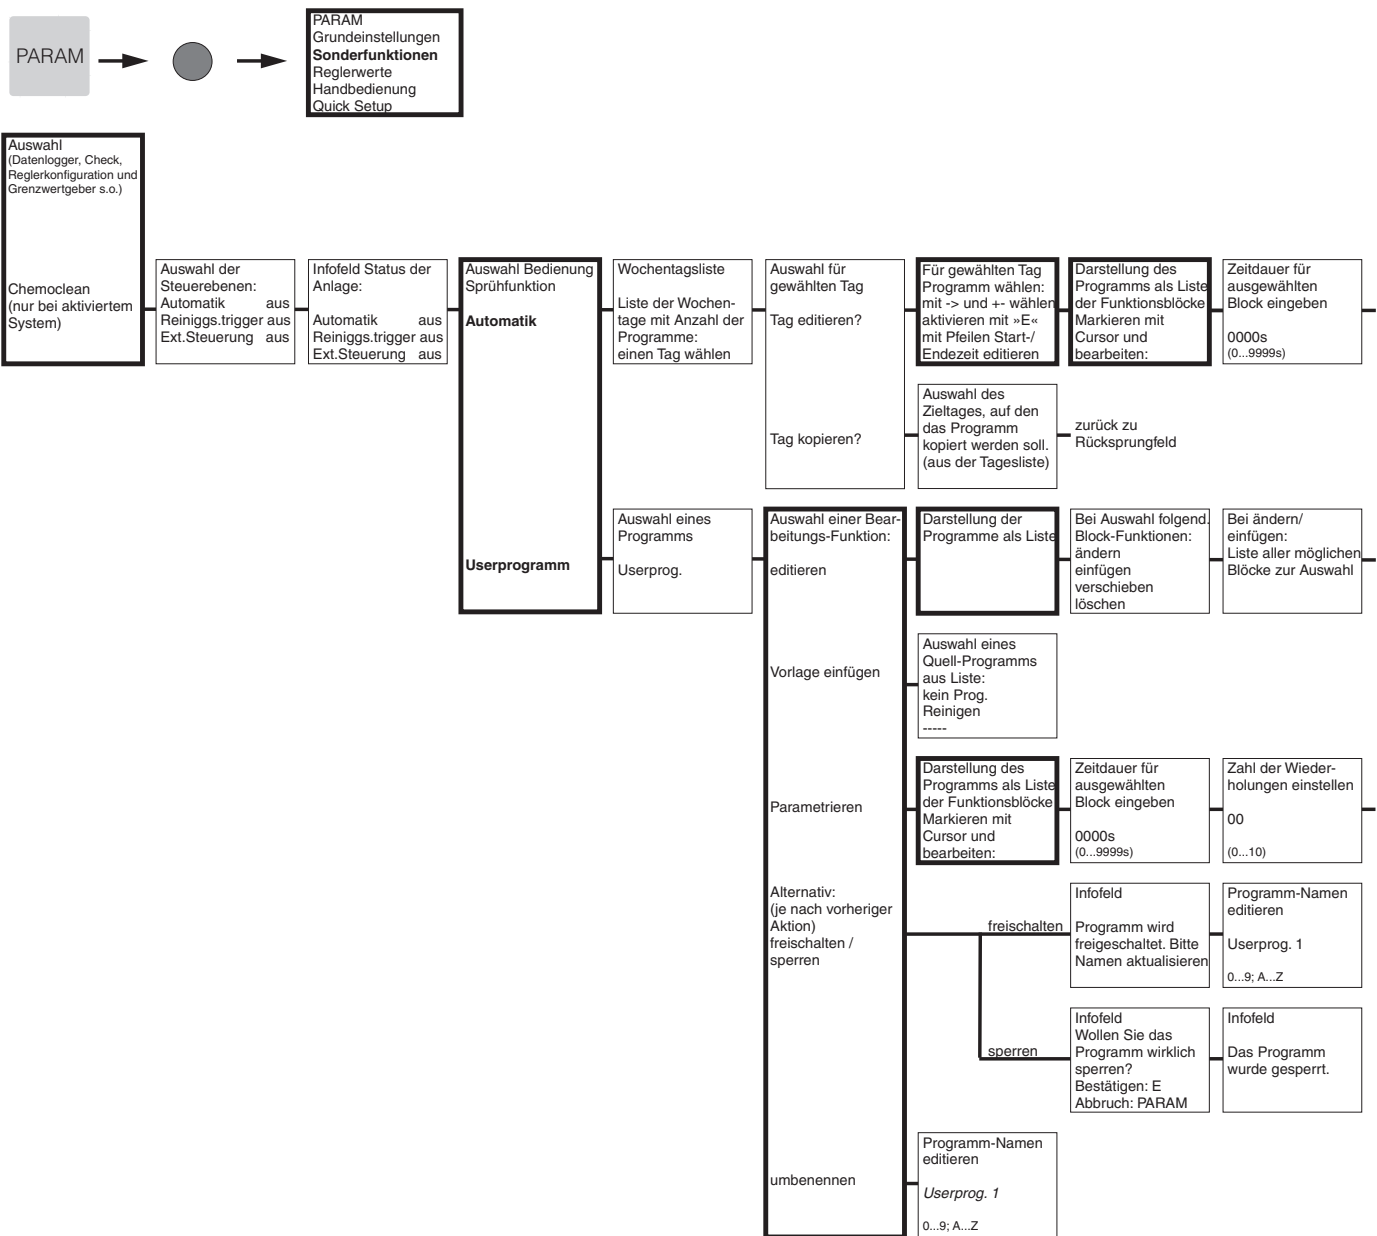 PARAM
PARAM
Grundeinstellungen
Sonderfunktionen
Reglerwerte
Handbedienung
Quick Setup
Auswahl
(Datenlogger, Check,
Reglerkonfiguration und
Grenzwertgeber s.o.)
Chemoclean
(nur bei aktiviertem
System)
Auswahl der
Steuerebenen:
Automatik aus
Reiniggs.trigger aus
Ext.Steuerung aus
Infofeld Status der
Anlage:
Automatik aus
Reiniggs.trigger aus
Ext.Steuerung aus
Auswahl Bedienung
Sprühfunktion
Automatik
Userprogramm
Wochentagsliste
Liste der Wochen-
tage mit Anzahl der
Programme:
einen Tag wählen
Auswahl für
gewählten Tag
Tag editieren?
Tag kopieren?
Für gewählten Tag
Programm wählen:
mit -> und +- wählen
aktivieren mit »E«
mit Pfeilen Start-/
Endezeit editieren
Darstellung des
Programms als Liste
der Funktionsblöcke
Markieren mit
Cursor und
bearbeiten:
Zeitdauer für
ausgewählten
Block eingeben
0000s
(0...9999s)
Auswahl des
Zieltages, auf den
das Programm
kopiert werden soll.
(aus der Tagesliste)
zurück zu
Rücksprungfeld
Auswahl eines
Programms
Userprog.
Auswahl einer Bear-
beitungs-Funktion:
editieren
Vorlage einfügen
Parametrieren
Alternativ:
(je nach vorheriger
Aktion)
freischalten /
sperren
umbenennen
Darstellung der
Programme als Liste
Bei Auswahl folgend.
Block-Funktionen:
ändern
einfügen
verschieben
löschen
Bei ändern/
einfügen:
Liste aller möglichen
Blöcke zur Auswahl
Auswahl eines
Quell-Programms
aus Liste:
kein Prog.
Reinigen
-----
Darstellung des
Programms als Liste
der Funktionsblöcke
Markieren mit
Cursor und
bearbeiten:
Zeitdauer für
ausgewählten
Block eingeben
0000s
(0...9999s)
Zahl der Wieder-
holungen einstellen
00
(0...10)
freischalten
Infofeld
Programm wird
freigeschaltet. Bitte
Namen aktualisieren
Programm-Namen
editieren
Userprog. 1
0...9; A...Z
sperren
Infofeld
Wollen Sie das
Programm wirklich
sperren?
Bestätigen: E
Abbruch: PARAM
Infofeld
Das Programm
wurde gesperrt.
Programm-Namen
editieren
Userprog. 1
0...9; A...Z